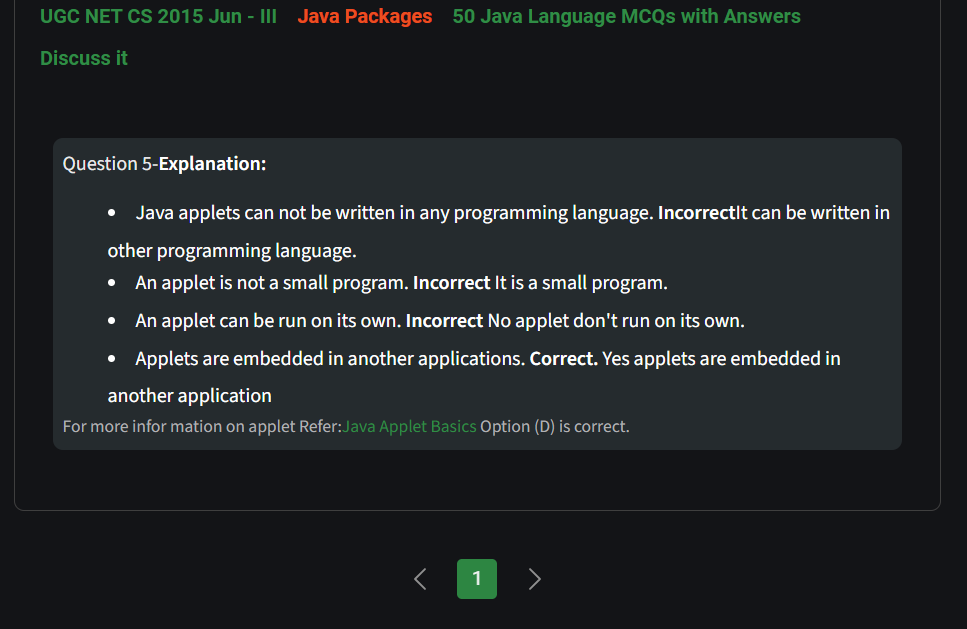 UGC NET CS 2015 Jun - III Java Packages 50 Java Language MCQs with Answers
Discuss it
Question 5-Explanation:
• Java applets can not be written in any programming language. IncorrectIt can be written in
other programming language.
• An applet is not a small program. Incorrect It is a small program.
• An applet can be run on its own. Incorrect No applet don't run on its own.
• Applets are embedded in another applications. Correct. Yes applets are embedded in
another application
For more infor mation on applet Refer:Java Applet Basics Option (D) is correct.
1